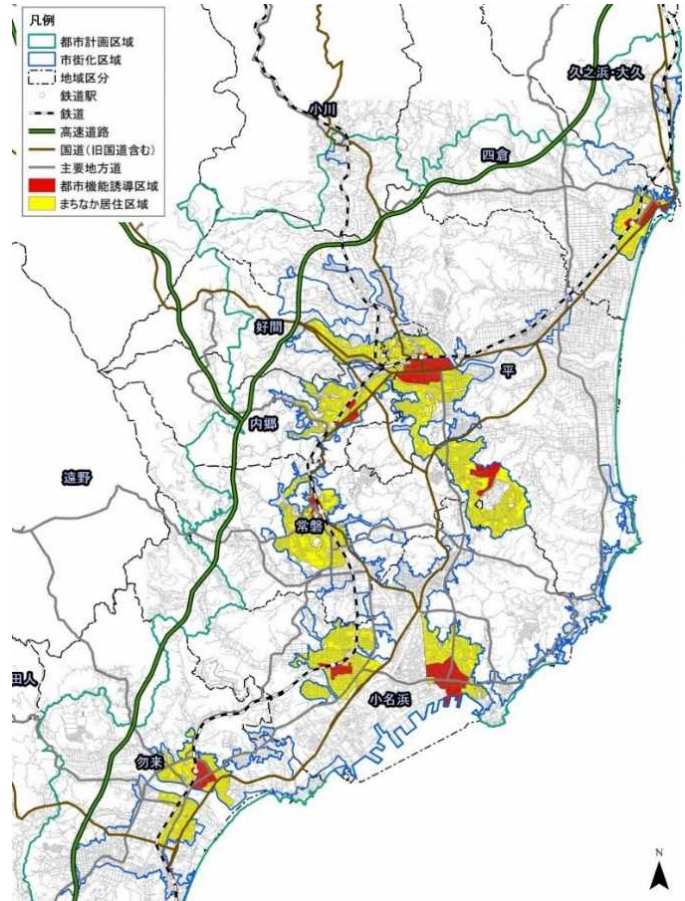 凡例
都市計画区域
市街化区域
地域区分
鉄道駅
鉄道
高速道路
国道(旧国道含む)
主要地方道
都市機能誘導区域
まちなか居住区域
久之浜・大久
小川
四倉
好間
平
内郷
遠野
常磐
田人
小名浜
勿来
N